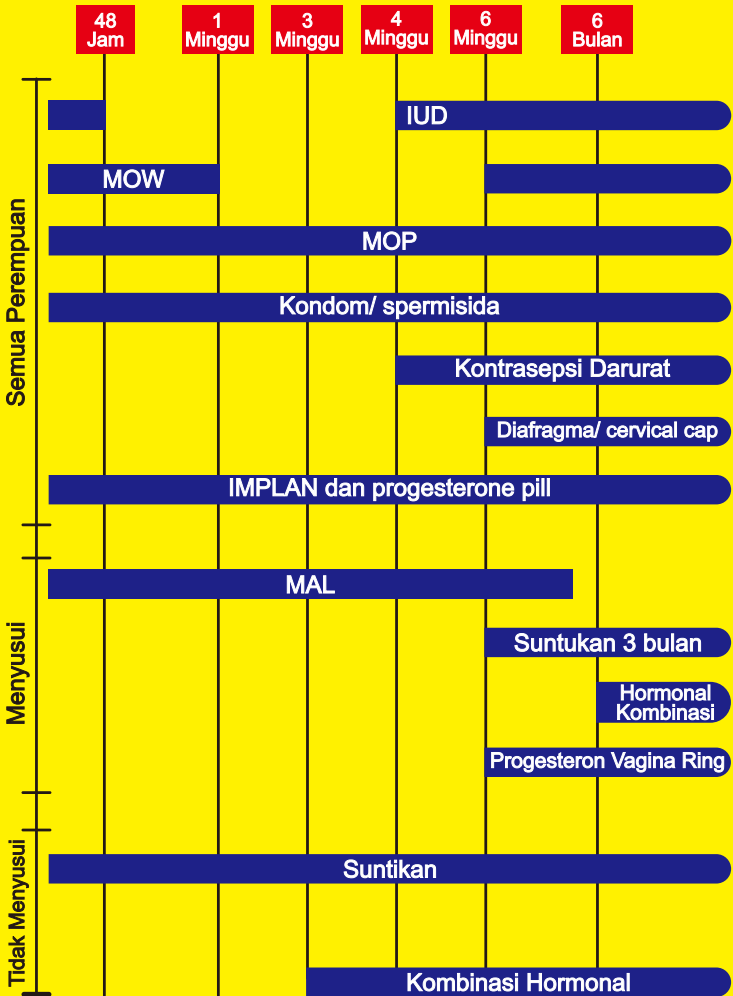 48
Jam
1
Minggu
3
Minggu
4
Minggu
6
Minggu
6
Bulan
Semua Perempuan
IUD
MOW
MOP
Kondom/ spermisida
Kontrasepsi Darurat
Diafragma/ cervical cap
IMPLAN dan progesterone pill
Menyusui
MAL
Suntukan 3 bulan
Hormonal
Kombinasi
Progesteron Vagina Ring
Tidak Menyusui
Suntikan
Kombinasi Hormonal